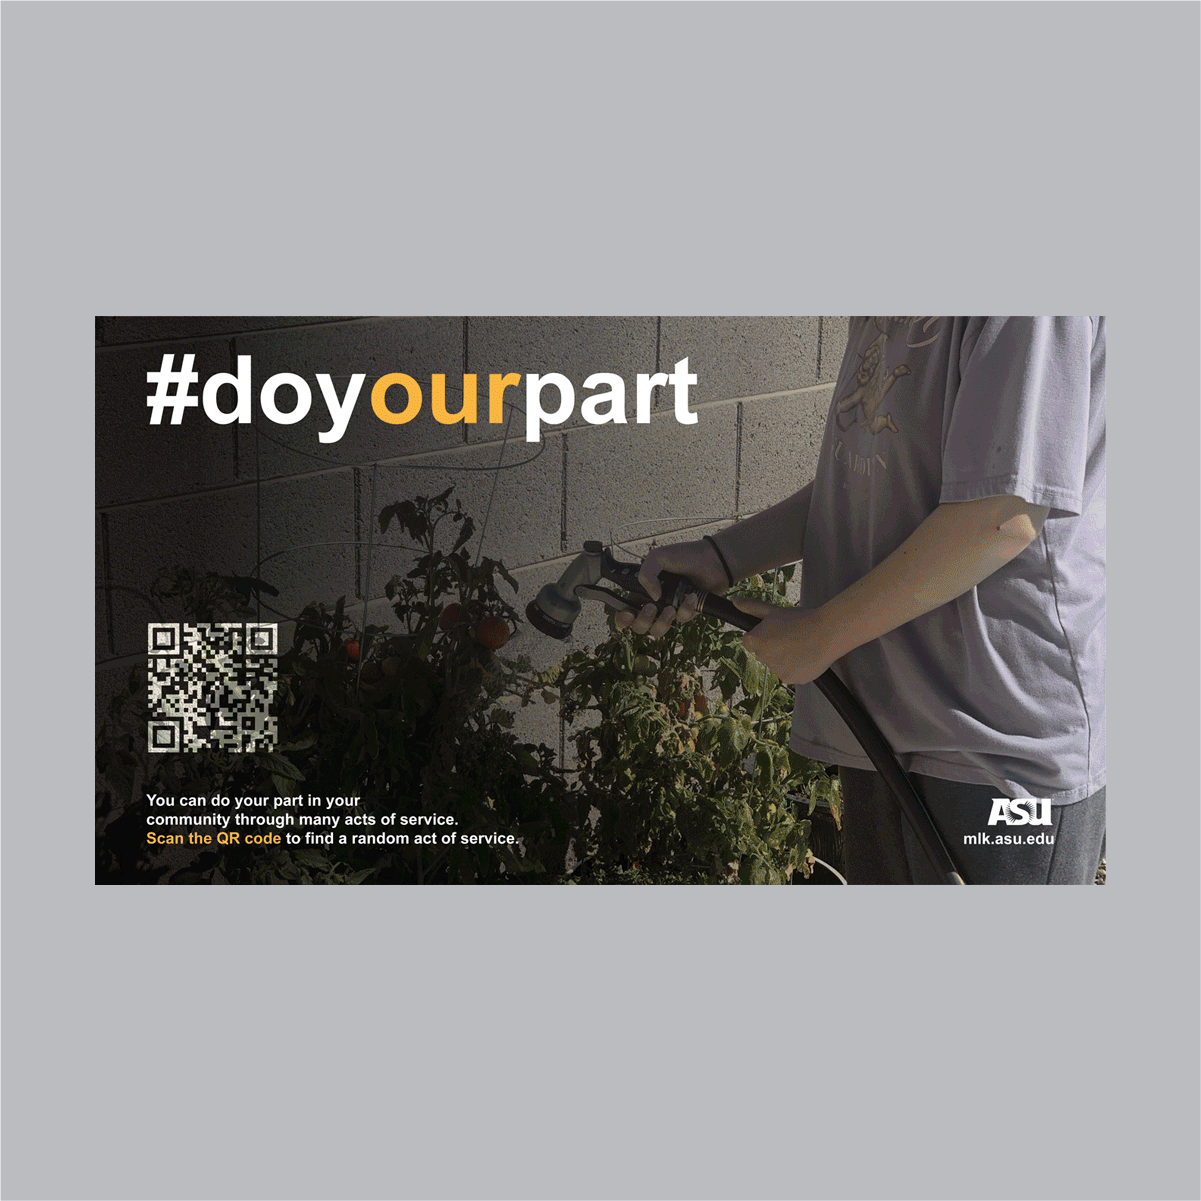 #doyourpart
You can do your part in your
community through many acts of service.
Scan the QR code to find a random act of service.
ASU
mlk.asu.edu